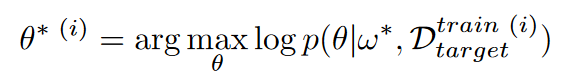 θ* (i) = arg max_θ log p(θ|ω*, D_target^train (i))